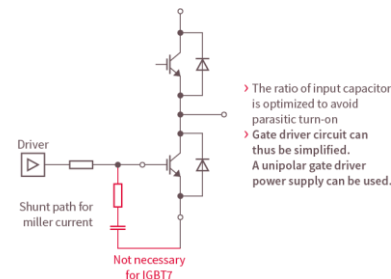 › The ratio of input capacitor
is optimized to avoid
parasitic turn-on
› Gate driver circuit can
thus be simplified.
A unipolar gate driver
power supply can be used.
Driver
Shunt path for
miller current
Not necessary
for IGBT7